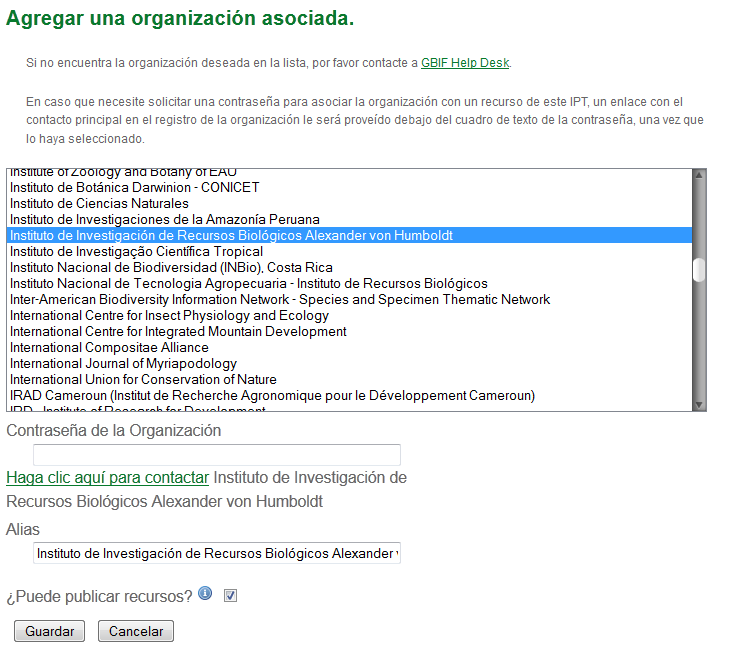 Agregar una organización asociada.
Si no encuentra la organización deseada en la lista, por favor contacte a GBIF Help Desk.
En caso que necesite solicitar una contraseña para asociar la organización con un recurso de este IPT, un enlace con el
contacto principal en el registro de la organización le será proveído debajo del cuadro de texto de la contraseña, una vez que
lo haya seleccionado.
Institute of Zoology and Botany of EAU
Instituto de Botánica Darwinion - CONICET
Instituto de Ciencias Naturales
Instituto de Investigaciones de la Amazonía Peruana
Instituto de Investigación de Recursos Biológicos Alexander von Humboldt
Instituto de Investigação Científica Tropical
Instituto Nacional de Biodiversidad (INBio), Costa Rica
Instituto Nacional de Tecnologia Agropecuaria - Instituto de Recursos Biológicos
Inter-American Biodiversity Information Network - Species and Specimen Thematic Network
International Centre for Insect Physiology and Ecology
International Centre for Integrated Mountain Development
International Compositae Alliance
International Journal of Myriapodology
International Union for Conservation of Nature
IRAD Cameroun (Institut de Recherche Agronomique pour le Développement Cameroun)
IRD - Institute of Research for Development
Contraseña de la Organización
Haga clic aquí para contactar Instituto de Investigación de
Recursos Biológicos Alexander von Humboldt
Alias
Instituto de Investigación de Recursos Biológicos Alexander
¿Puede publicar recursos?
Guardar Cancelar